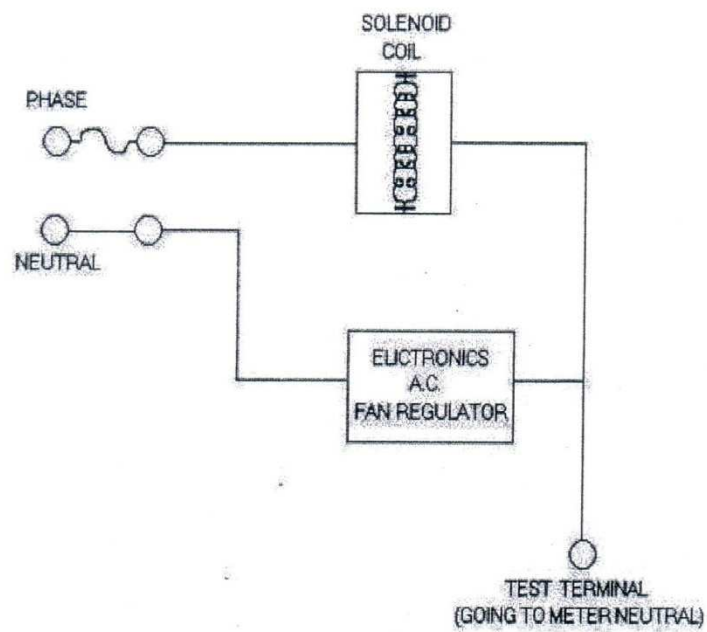 SOLENOID
COIL
PHASE
NEUTRAL
ELICTRONICS
A.C.
FAN REGULATOR
TEST TERMINAL
(GOING TO METER NEUTRAL)